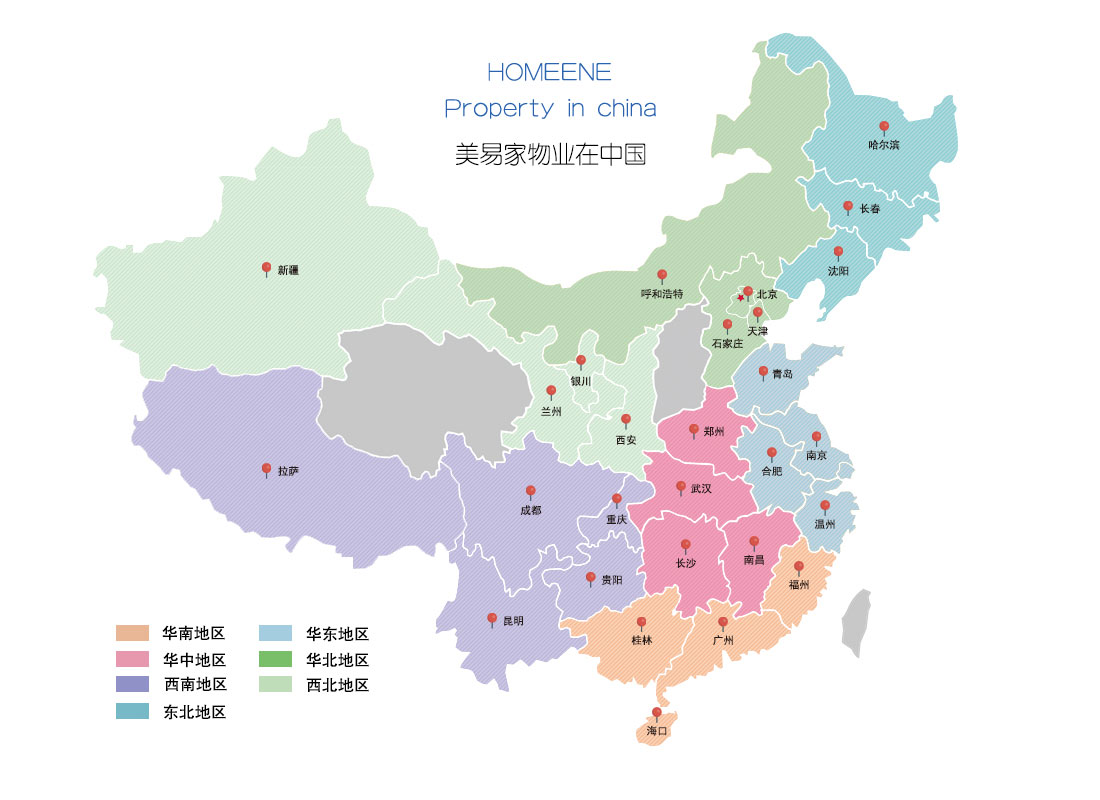 HOMEENE
Property in china
美易家物业在中国
哈尔滨
长春
沈阳
新疆
呼和浩特
北京
天津
石家庄
银川
青岛
兰州
西安
郑州
南京
合肥
拉萨
成都
武汉
重庆
温州
长沙
南昌
贵阳
福州
昆明
桂林
广州
海口
华南地区
华东地区
华中地区
华北地区
西南地区
西北地区
东北地区